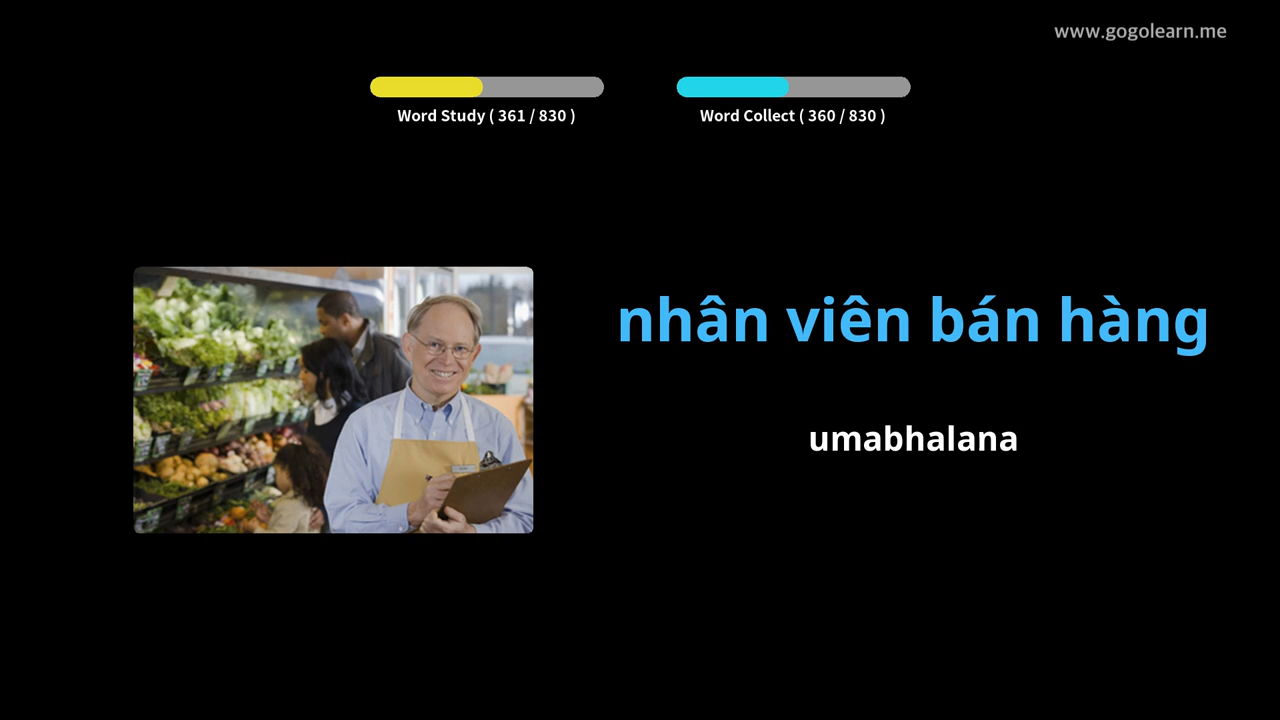 www.gogolearn.me
Word Study ( 361 / 830 )
Word Collect ( 360 / 830 )
nhân viên bán hàng
umabhalana